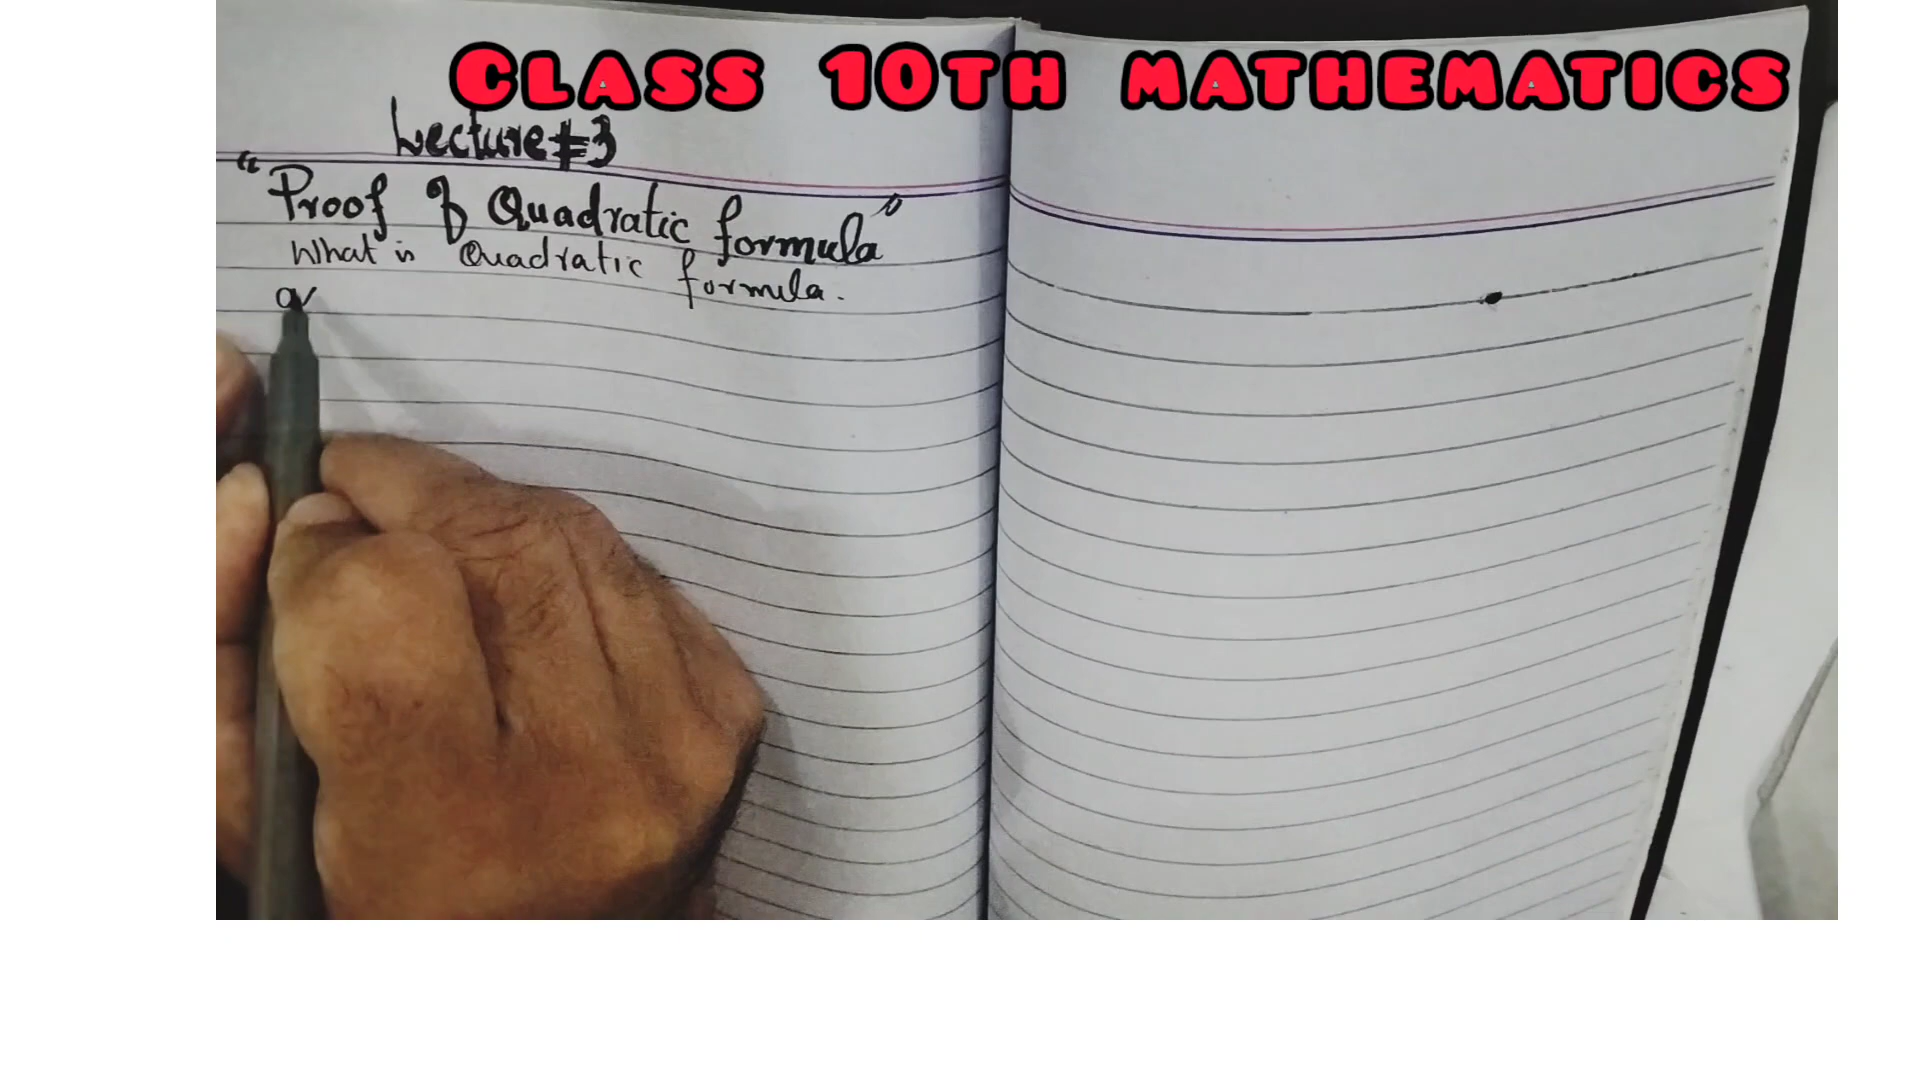 CLASS 10TH MATHEMATICS
Lecture#3
"Proof of Quadratic formula"
What is Quadratic formula.